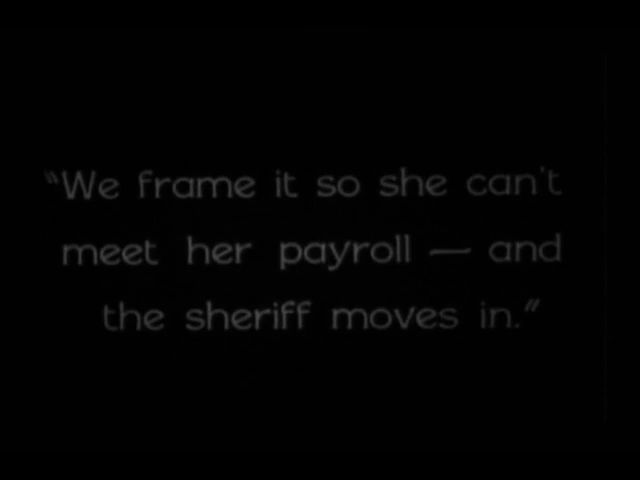 “We frame it so she can't
meet her payroll — and
the sheriff moves in.”